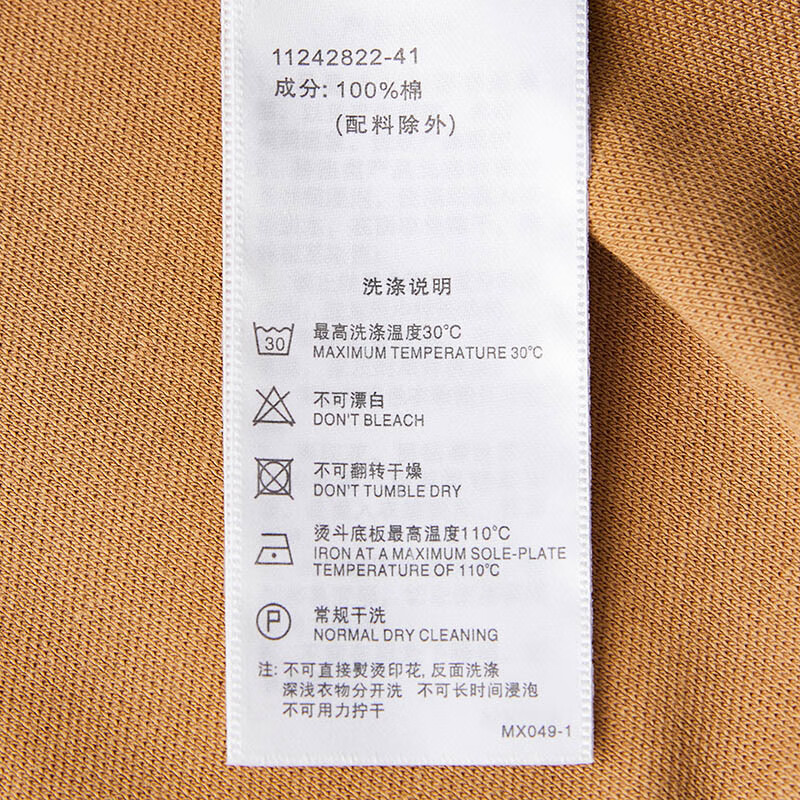 11242822-41
成分: 100%棉
(配料除外)
洗涤说明
30
最高洗涤温度30℃
MAXIMUM TEMPERATURE 30℃
不可漂白
DON'T BLEACH
不可翻转干燥
DON'T TUMBLE DRY
烫斗底板最高温度110℃
IRON AT A MAXIMUM SOLE-PLATE
TEMPERATURE OF 110℃
P
常规干洗
NORMAL DRY CLEANING
注: 不可直接熨烫印花, 反面洗涤
深浅衣物分开洗 不可长时间浸泡
不可用力拧干
MX049-1